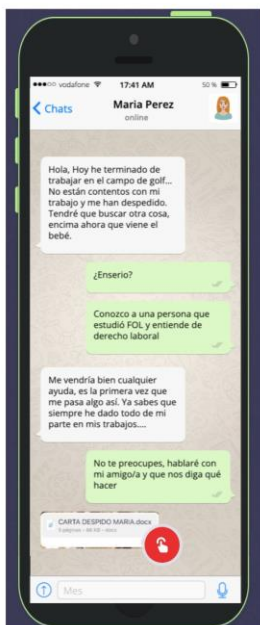 vodafone 17:41 AM 50 %
Chats Maria Perez
online
Hola, Hoy he terminado de
trabajar en el campo de golf...
No están contentos con mi
trabajo y me han despedido.
Tendré que buscar otra cosa,
encima ahora que viene el
bebé.
¿Enserio?
Conozco a una persona que
estudió FOL y entiende de
derecho laboral
Me vendría bien cualquier
ayuda, es la primera vez que
me pasa algo así. Ya sabes que
siempre he dado todo de mi
parte en mis trabajos....
No te preocupes, hablaré con
mi amigo/a y que nos diga qué
hacer
CARTA DESPIDO MARIA.docx
Mes